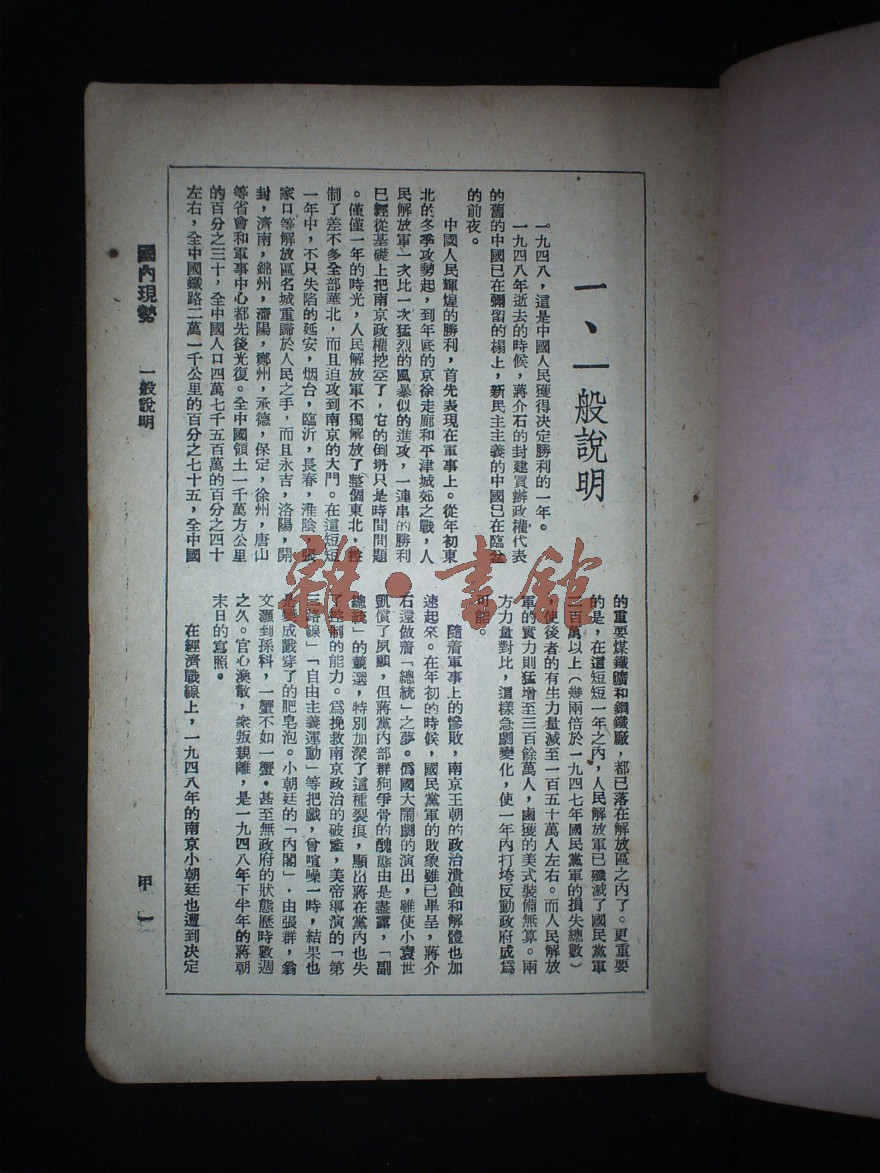 一、一般說明
一九四八，這是中國人民獲得決定勝利的一年。
一九四八年逝去的時候，蔣介石的封建買辦政權代表
的舊的中國已在彌留的榻上，新民主主義的中國已在臨盆
的前夜。
中國人民輝煌的勝利，首先表現在軍事上。從年初東
北的冬季攻勢起，到年底的京徐走廊和平津城郊之戰，人
民解放軍一次比一次猛烈的風暴似的進攻，一連串的勝利
已經從基礎上把南京政權挖空了，它的倒坍只是時間問題
。僅僅一年的時光，人民解放軍不獨解放了整個東北，控
制了差不多全部華北，而且迫攻到南京的大門。在這短短
一年中，不只失陷的延安，烟台，臨沂，長春，淮陰，張
家口等解放區名城重歸於人民之手，而且永吉，洛陽，開
封，濟南，錦州，瀋陽，鄭州，承德，保定，徐州，唐山
等省會和軍事中心都先後光復。全中國領土一千萬方公里
的百分之三十，全中國人口四萬七千五百萬的百分之四十
左右，全中國鐵路二萬一千公里的百分之七十五，全中國
的重要煤鐵礦和鋼鐵廠，都已落在解放區之內了。更重要
的是，在這短短一年之內，人民解放軍已殲滅了國民黨軍
三百萬以上（幾兩倍於一九四七年國民黨軍的損失總數）
，使後者的有生力量減至一百五十萬人左右。而人民解放
軍的實力則猛增至三百餘萬人，鹵獲的美式裝備無算。兩
方力量對比，這樣急劇變化，使一年內打垮反動政府成爲
可能。
隨着軍事上的慘敗，南京王朝的政治潰蝕和解體也加
速起來。在年初的時候，國民黨軍的敗象雖已畢呈，蔣介
石還做着「總統」之夢。僞國大鬧劇的演出，雖使小袁世
凱償了夙願，但蔣黨內部群狗爭骨的醜態由是盡露，「副
總統」的競選，特別加深了這種裂痕，顯出蔣在黨內也失
了控制的能力。爲挽救南京政治的破產，美帝導演的「第
三路線」「自由主義運動」等把戲，曾喧噪一時，結果也
是變成戳穿了的肥皂泡。小朝廷的「內閣」，由張群，翁
文灝到孫科，一蟹不如一蟹。甚至無政府的狀態歷時數週
之久。官心渙散，衆叛親離，是一九四八年下半年的蔣朝
末日的寫照。
在經濟戰線上，一九四八年的南京小朝廷也遭到決定
國內現勢　一般說明
甲　一
雜·書館